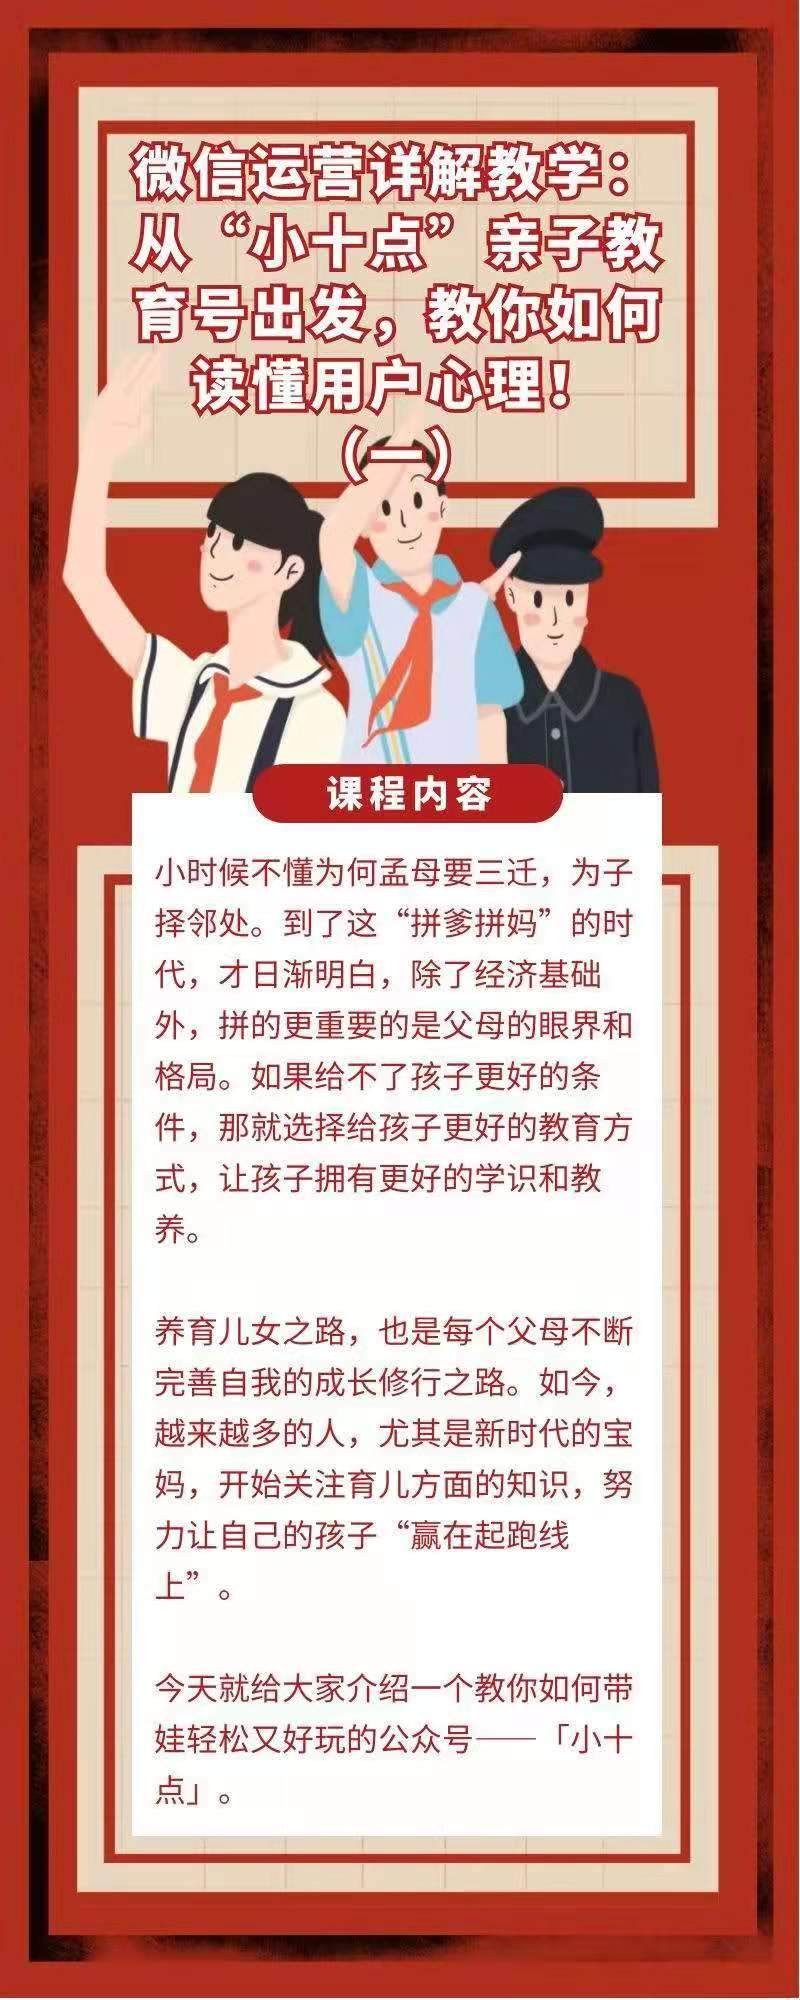 微信运营详解教学：
从“小十点”亲子教
育号出发，教你如何
读懂用户心理！
（一）
课程内容
小时候不懂为何孟母要三迁，为子
择邻处。到了这“拼爹拼妈”的时
代，才日渐明白，除了经济基础
外，拼的更重要的是父母的眼界和
格局。如果给不了孩子更好的条
件，那就选择给孩子更好的教育方
式，让孩子拥有更好的学识和教
养。
养育儿女之路，也是每个父母不断
完善自我的成长修行之路。如今，
越来越多的人，尤其是新时代的宝
妈，开始关注育儿方面的知识，努
力让自己的孩子“赢在起跑线
上”。
今天就给大家介绍一个教你如何带
娃轻松又好玩的公众号——「小十
点」。